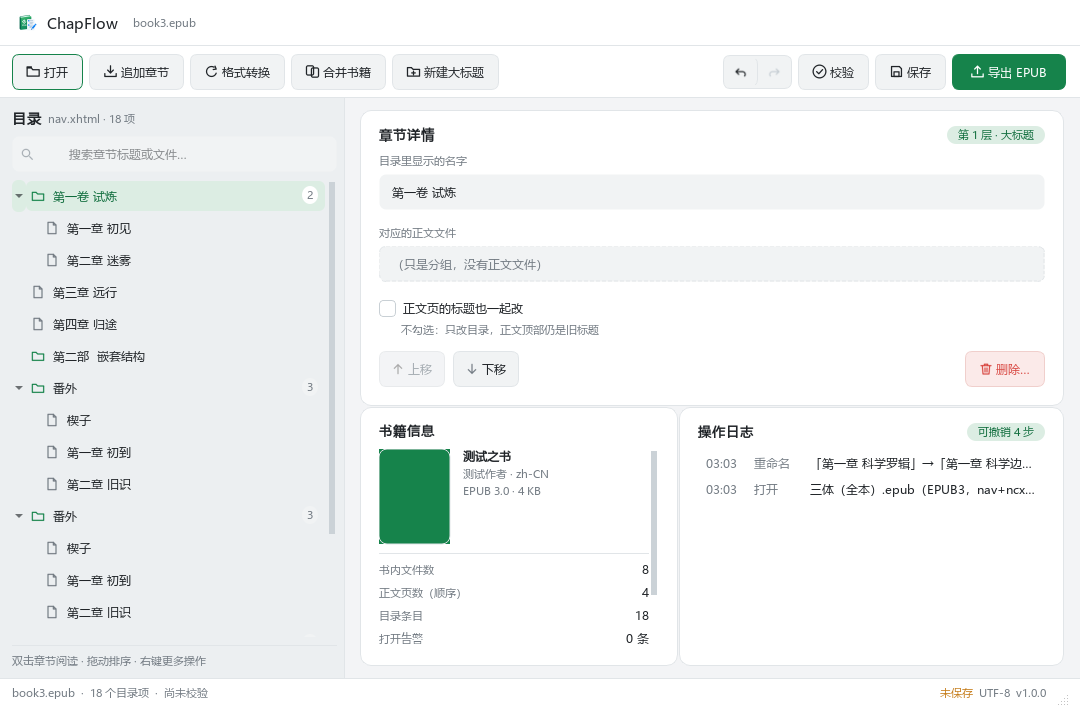 ChapFlow book3.epub
打开 追加章节 格式转换 合并书籍 新建大标题 校验 保存 导出 EPUB
目录 nav.xhtml · 18 项
搜索章节标题或文件…
第一卷 试炼 2
第一章 初见
第二章 迷雾
第三章 远行
第四章 归途
第二部 嵌套结构
番外 3
楔子
第一章 初到
第二章 旧识
番外 3
楔子
第一章 初到
第二章 旧识
双击章节阅读 · 拖动排序 · 右键更多操作
章节详情 第 1 层 · 大标题
目录里显示的名字
第一卷 试炼
对应的正文文件
（只是分组，没有正文文件）
正文页的标题也一起改
不勾选：只改目录，正文顶部仍是旧标题
上移 下移 删除…
书籍信息
测试之书
测试作者 · zh-CN
EPUB 3.0 · 4 KB
书内文件数 8
正文页数（顺序） 4
目录条目 18
打开告警 0 条
操作日志 可撤销 4 步
03:03 重命名 「第一章 科学罗辑」→「第一章 科学边…
03:03 打开 三体（全本）.epub（EPUB3，nav+ncx…
book3.epub · 18 个目录项 · 尚未校验
未保存 UTF-8 v1.0.0